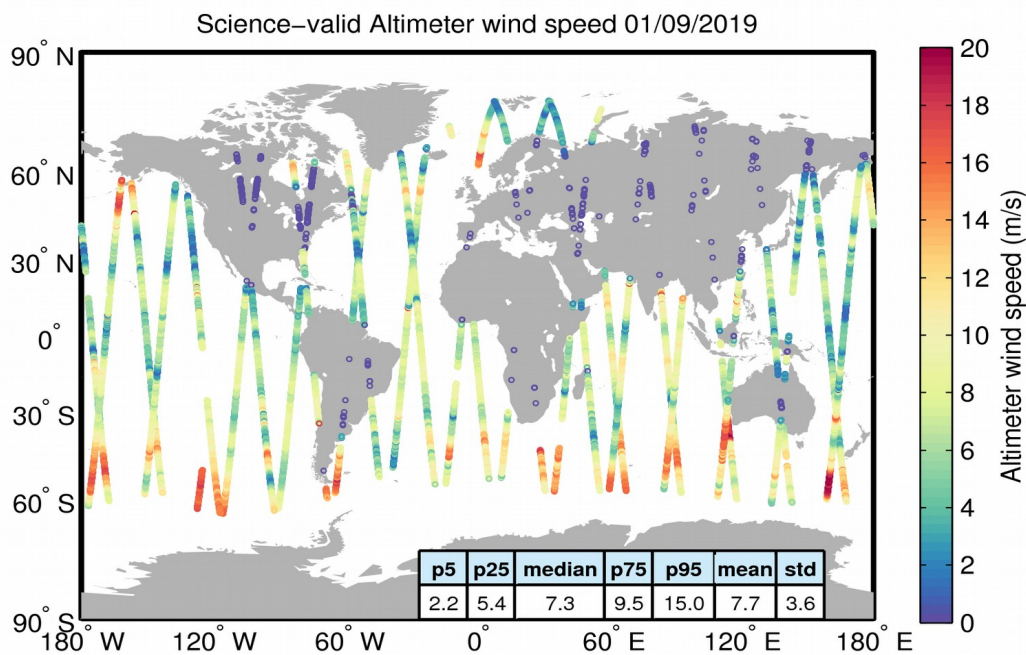 Science−valid Altimeter wind speed 01/09/2019
90° N
60° N
30° N
0°
30° S
60° S
90° S
180° W
120° W
60° W
0°
60° E
120° E
180° E
p5 p25 median p75 p95 mean std
2.2 5.4 7.3 9.5 15.0 7.7 3.6
20
18
16
14
12
10
8
6
4
2
0
Altimeter wind speed (m/s)